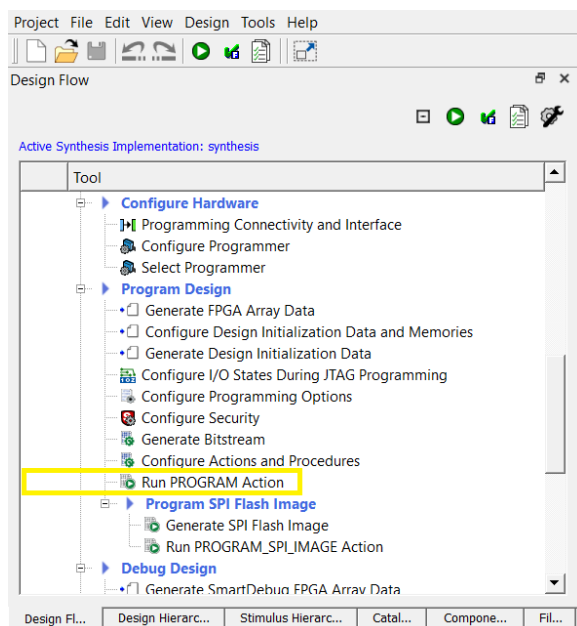 Project File Edit View Design Tools Help
Design Flow
Active Synthesis Implementation: synthesis
Tool
Configure Hardware
Programming Connectivity and Interface
Configure Programmer
Select Programmer
Program Design
Generate FPGA Array Data
Configure Design Initialization Data and Memories
Generate Design Initialization Data
Configure I/O States During JTAG Programming
Configure Programming Options
Configure Security
Generate Bitstream
Configure Actions and Procedures
Run PROGRAM Action
Program SPI Flash Image
Generate SPI Flash Image
Run PROGRAM_SPI_IMAGE Action
Debug Design
Generate SmartDebug FPGA Array Data
Design Fl... Design Hierarc... Stimulus Hierarc... Catal... Compone... Fil...